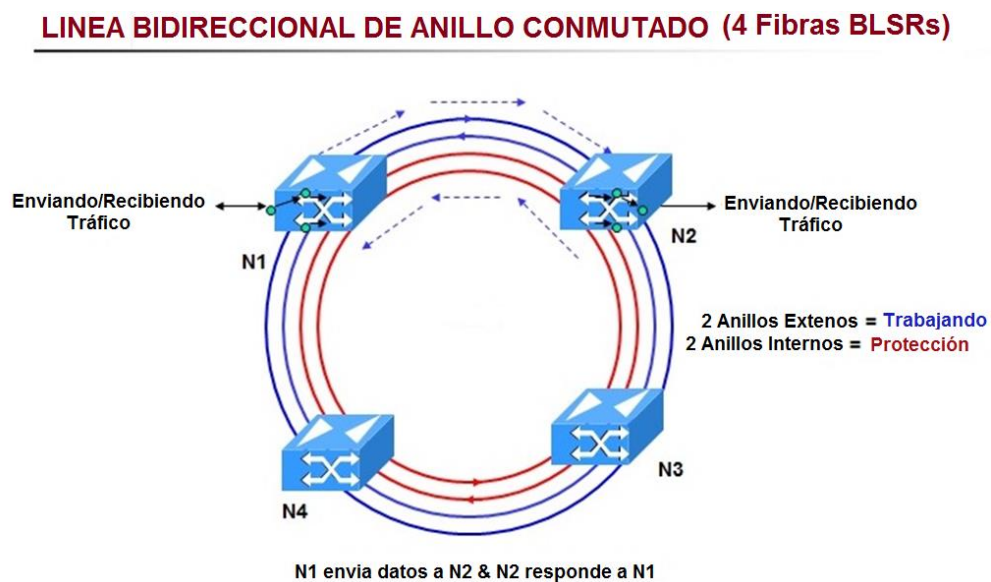 LINEA BIDIRECCIONAL DE ANILLO CONMUTADO (4 Fibras BLSRs)
Enviando/Recibiendo
Tráfico
N1
Enviando/Recibiendo
Tráfico
N2
2 Anillos Extenos = Trabajando
2 Anillos Internos = Protección
N3
N4
N1 envia datos a N2 & N2 responde a N1